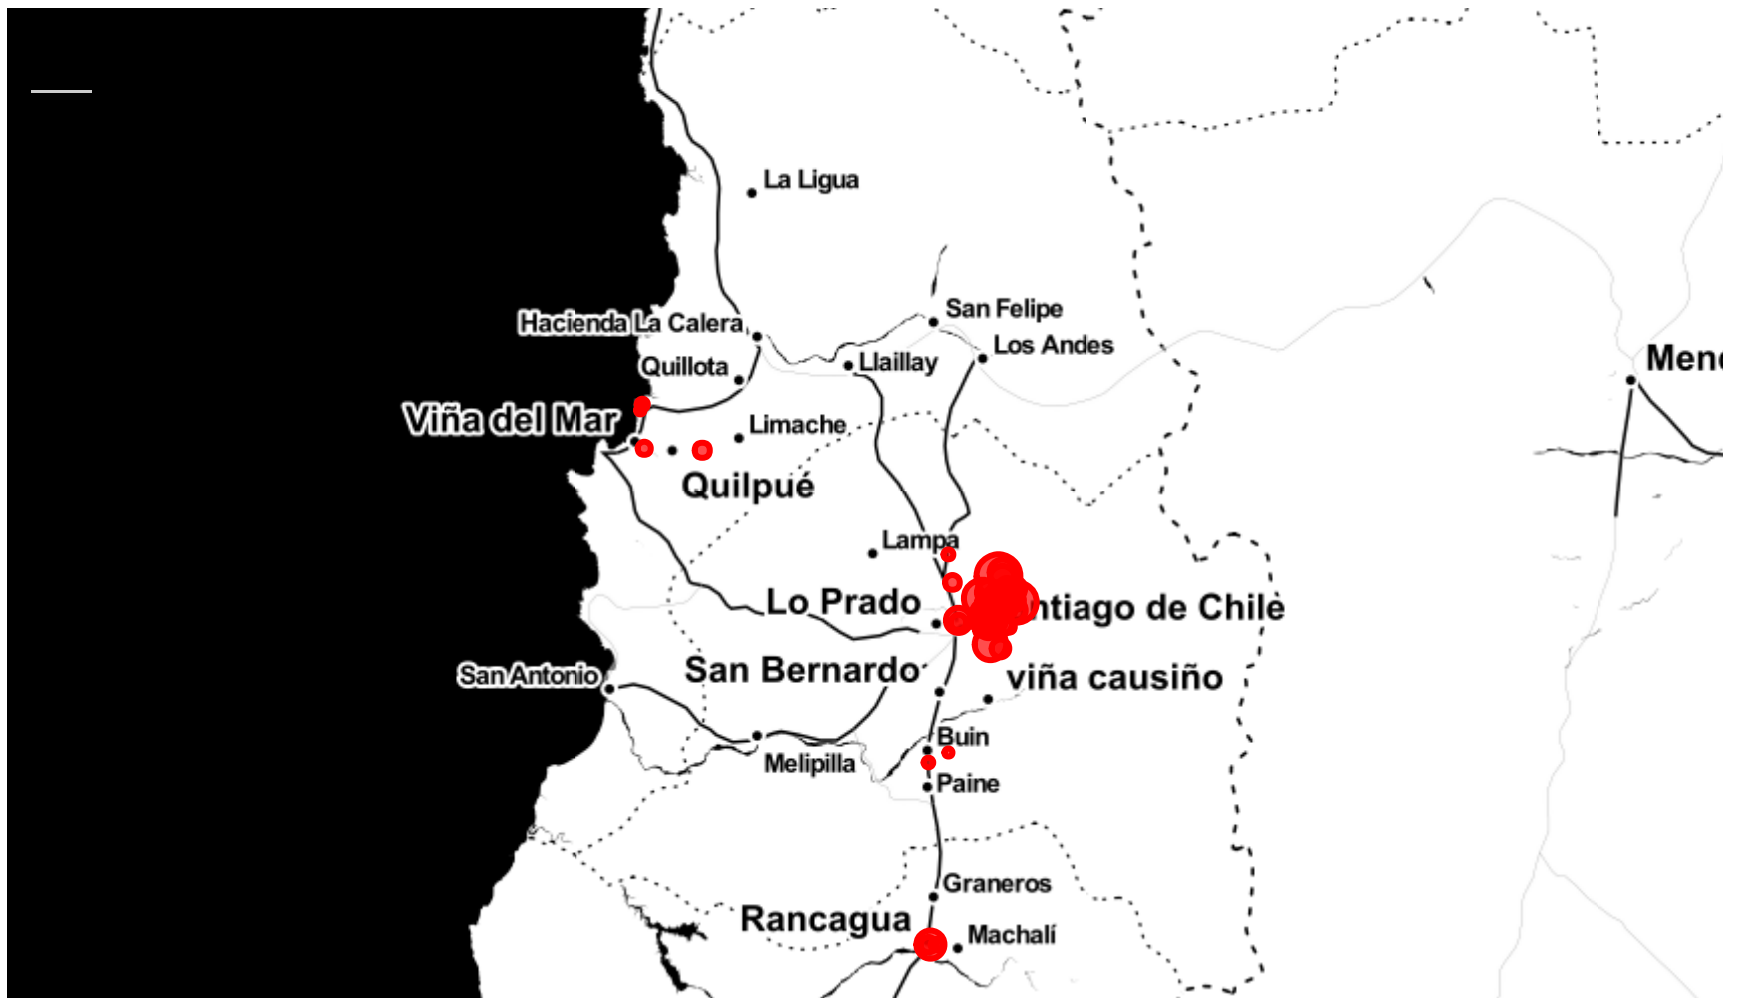 La Ligua
San Felipe
Hacienda La Calera
Los Andes
Quillota
Llaillay
Viña del Mar
Limache
Quilpué
Lampa
Lo Prado
ntiago de Chile
San Bernardo
viña causiño
San Antonio
Buin
Melipilla
Paine
Graneros
Rancagua
Machalí